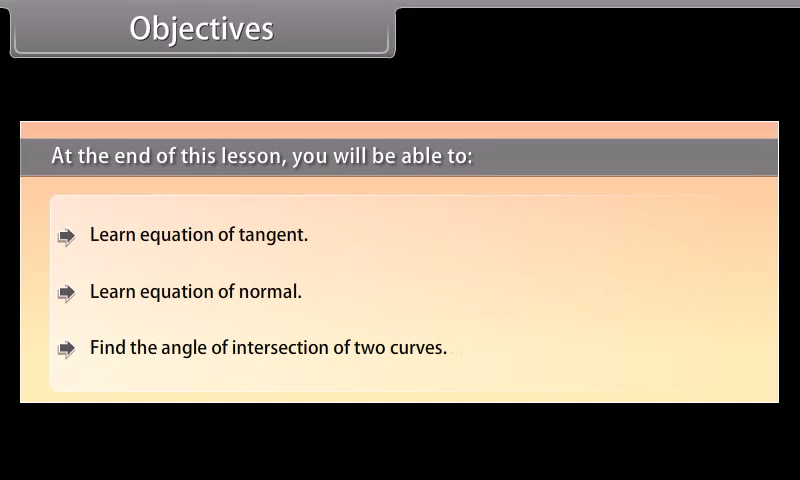 Objectives
At the end of this lesson, you will be able to:
Learn equation of tangent.
Learn equation of normal.
Find the angle of intersection of two curves.